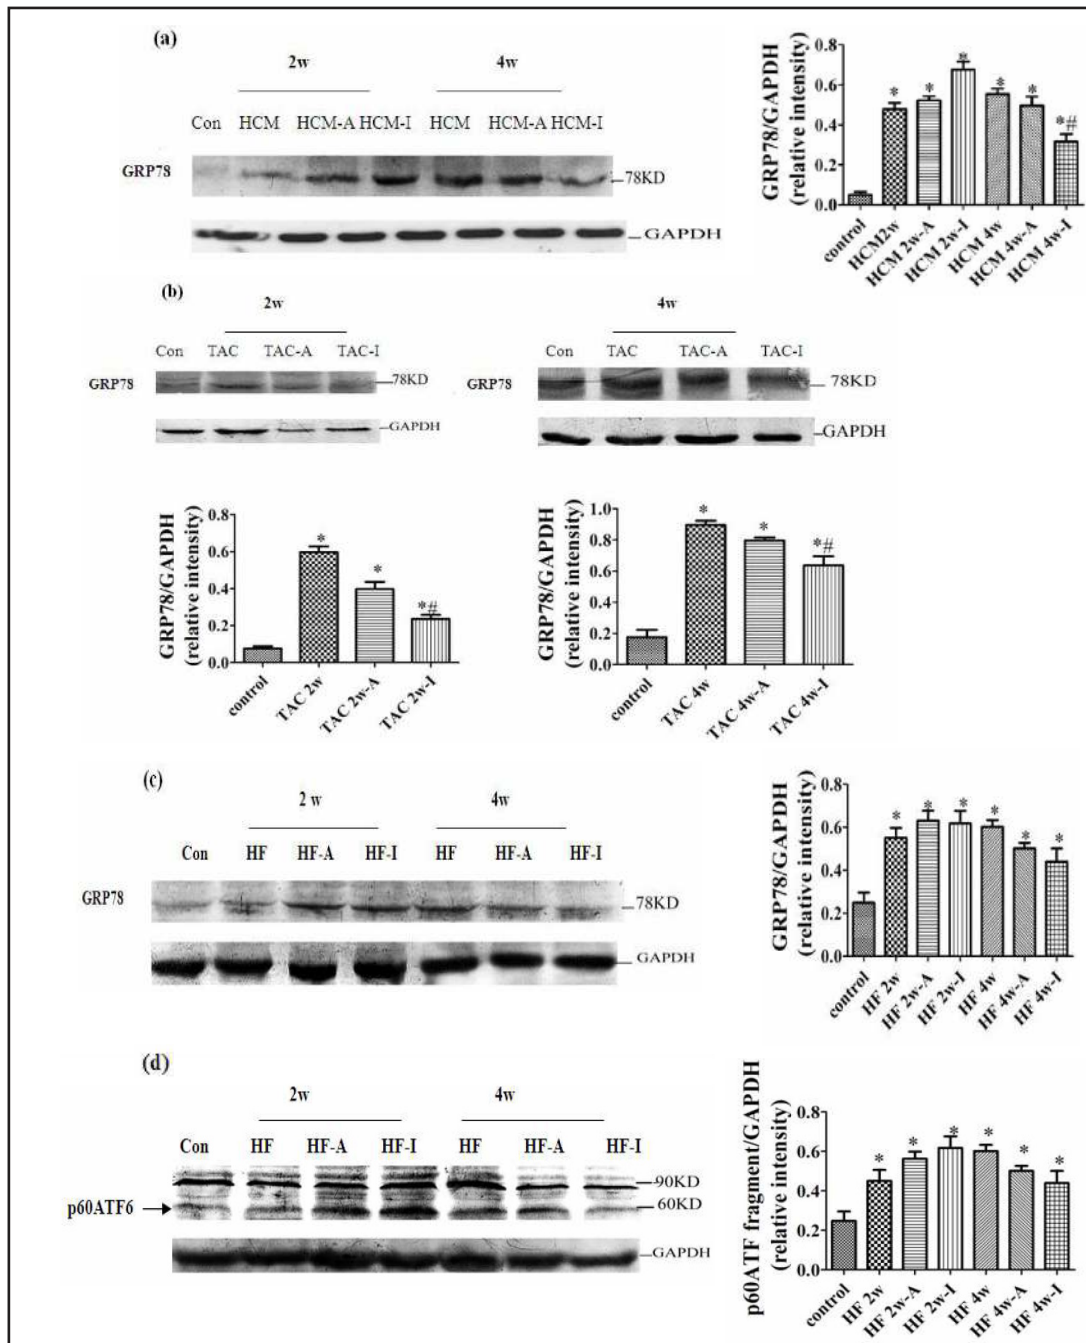 (a)
2w
4w
Con HCM HCM-A HCM-I HCM HCM-A HCM-I
GRP78
78KD
GAPDH
GRP78/GAPDH
(relative intensity)
0.8
0.6
0.4
0.2
0.0
* * * * * *#
control
HCM2w
HCM 2w-A
HCM 2w-I
HCM 4w
HCM 4w-A
HCM 4w-I
(b)
2w
Con TAC TAC-A TAC-I
GRP78
78KD
GAPDH
4w
Con TAC TAC-A TAC-I
GRP78
78KD
GAPDH
GRP78/GAPDH
(relative intensity)
0.8
0.6
0.4
0.2
0.0
* * *#
control
TAC 2w
TAC 2w-A
TAC 2w-I
GRP78/GAPDH
(relative intensity)
1.0
0.8
0.6
0.4
0.2
0.0
* * *#
control
TAC 4w
TAC 4w-A
TAC 4w-I
(c)
2 w
4w
Con HF HF-A HF-I HF HF-A HF-I
GRP78
78KD
GAPDH
GRP78/GAPDH
(relative intensity)
0.8
0.6
0.4
0.2
0.0
* * * * * *
control
HF 2w
HF 2w-A
HF 2w-I
HF 4w
HF 4w-A
HF 4w-I
(d)
2w
4w
Con HF HF-A HF-I HF HF-A HF-I
90KD
p60ATF6
60KD
GAPDH
p60ATF fragment/GAPDH
(relative intensity)
0.8
0.6
0.4
0.2
0.0
* * * * * *
control
HF 2w
HF 2w-A
HF 2w-I
HF 4w
HF 4w-A
HF 4w-I